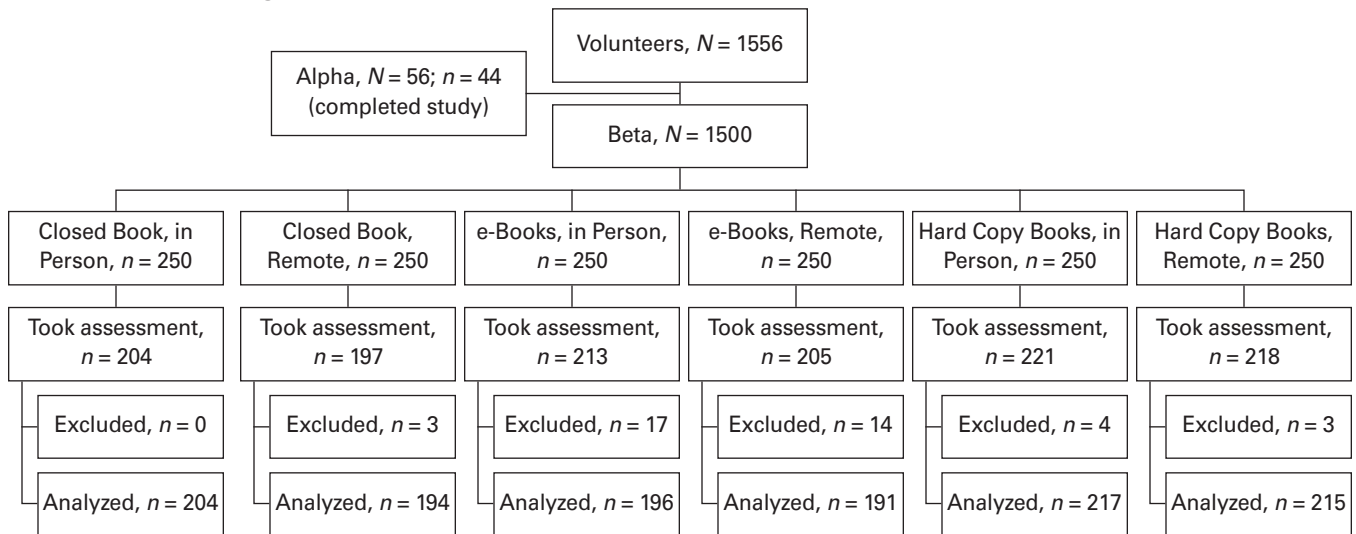 Volunteers, N = 1556
Alpha, N = 56; n = 44
(completed study)
Beta, N = 1500
Closed Book, in
Person, n = 250
Closed Book,
Remote, n = 250
e-Books, in Person,
n = 250
e-Books, Remote,
n = 250
Hard Copy Books, in
Person, n = 250
Hard Copy Books,
Remote, n = 250
Took assessment,
n = 204
Took assessment,
n = 197
Took assessment,
n = 213
Took assessment,
n = 205
Took assessment,
n = 221
Took assessment,
n = 218
Excluded, n = 0
Excluded, n = 3
Excluded, n = 17
Excluded, n = 14
Excluded, n = 4
Excluded, n = 3
Analyzed, n = 204
Analyzed, n = 194
Analyzed, n = 196
Analyzed, n = 191
Analyzed, n = 217
Analyzed, n = 215